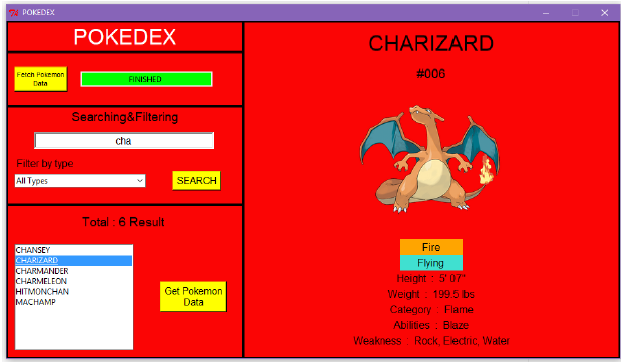 POKEDEX
POKEDEX
Fetch Pokemon
Data
FINISHED
Searching&Filtering
cha
Filter by type
All Types
SEARCH
Total : 6 Result
CHANSEY
CHARIZARD
CHARMANDER
CHARMELEON
HITMONCHAN
MACHAMP
Get Pokemon
Data
CHARIZARD
#006
Fire
Flying
Height : 5' 07"
Weight : 199.5 lbs
Category : Flame
Abilities : Blaze
Weakness : Rock, Electric, Water